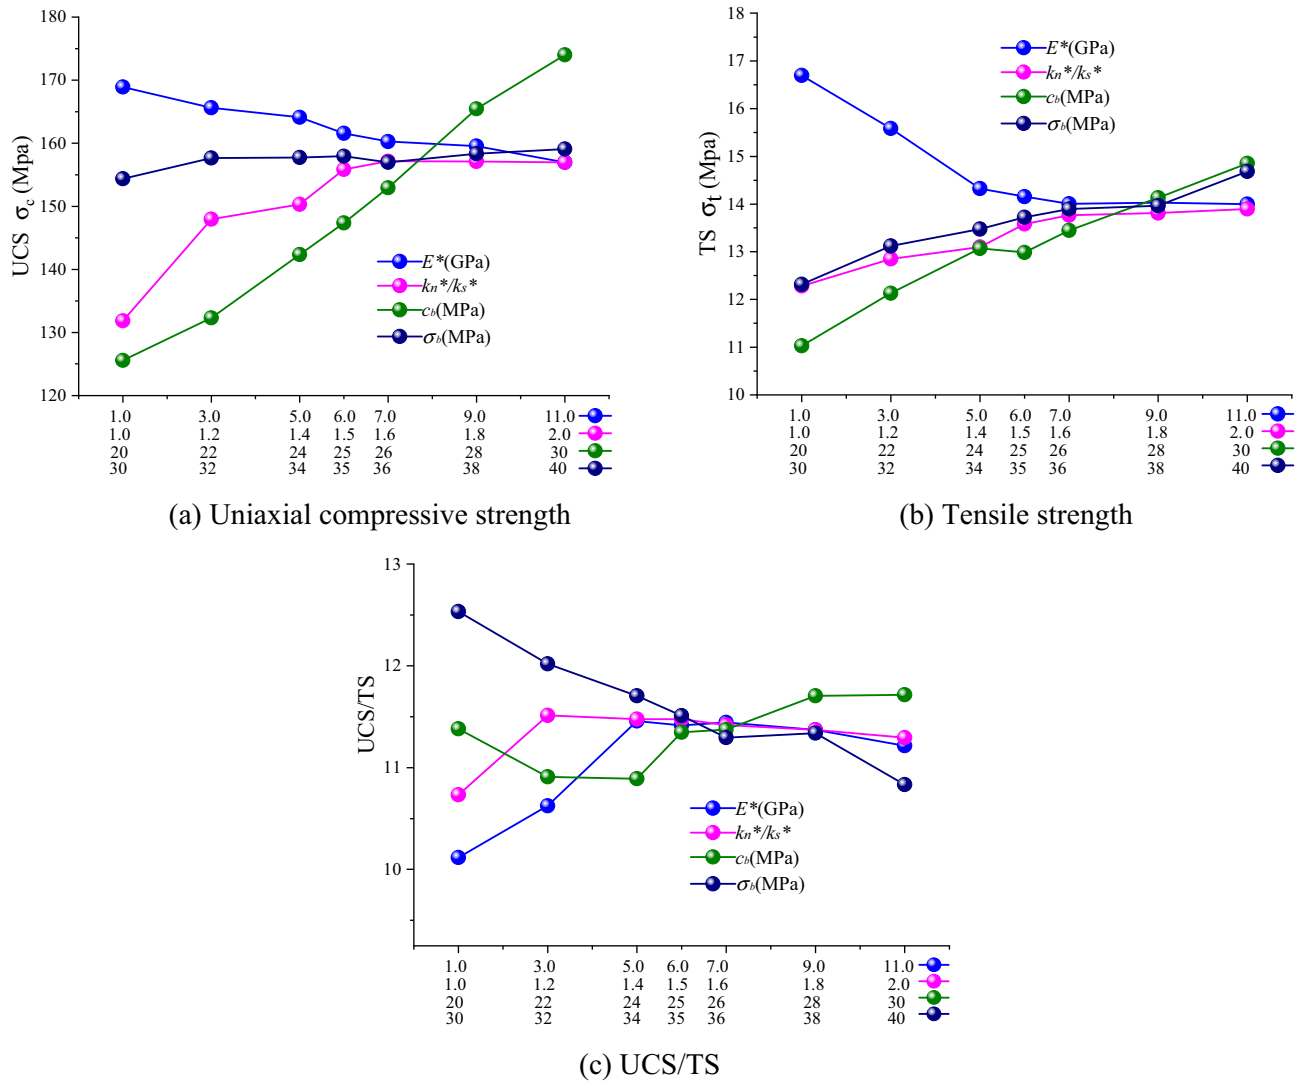 180
170
160
150
140
130
120
UCS σc (Mpa)
E*(GPa)
kn*/ks*
cb(MPa)
σb(MPa)
1.0 3.0 5.0 6.0 7.0 9.0 11.0
1.0 1.2 1.4 1.5 1.6 1.8 2.0
20 22 24 25 26 28 30
30 32 34 35 36 38 40
(a) Uniaxial compressive strength
18
17
16
15
14
13
12
11
10
TS σt (Mpa)
E*(GPa)
kn*/ks*
cb(MPa)
σb(MPa)
1.0 3.0 5.0 6.0 7.0 9.0 11.0
1.0 1.2 1.4 1.5 1.6 1.8 2.0
20 22 24 25 26 28 30
30 32 34 35 36 38 40
(b) Tensile strength
13
12
11
10
UCS/TS
E*(GPa)
kn*/ks*
cb(MPa)
σb(MPa)
1.0 3.0 5.0 6.0 7.0 9.0 11.0
1.0 1.2 1.4 1.5 1.6 1.8 2.0
20 22 24 25 26 28 30
30 32 34 35 36 38 40
(c) UCS/TS